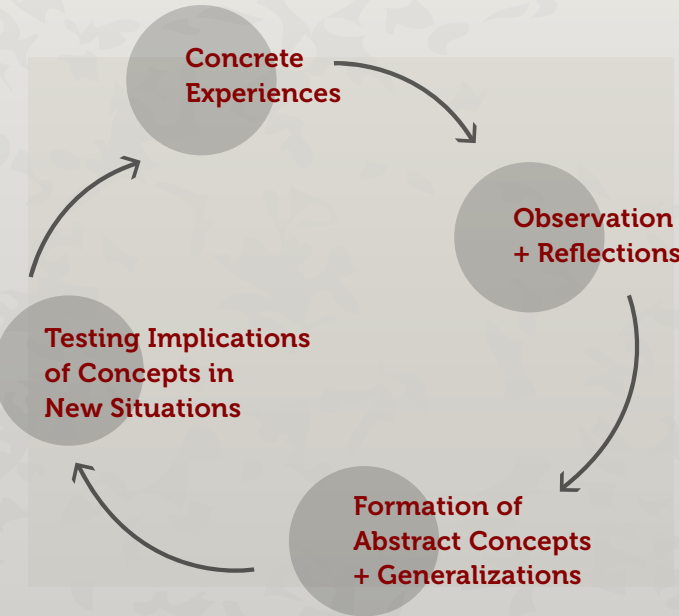 Concrete
Experiences
Observation
+ Reflections
Formation of
Abstract Concepts
+ Generalizations
Testing Implications
of Concepts in
New Situations